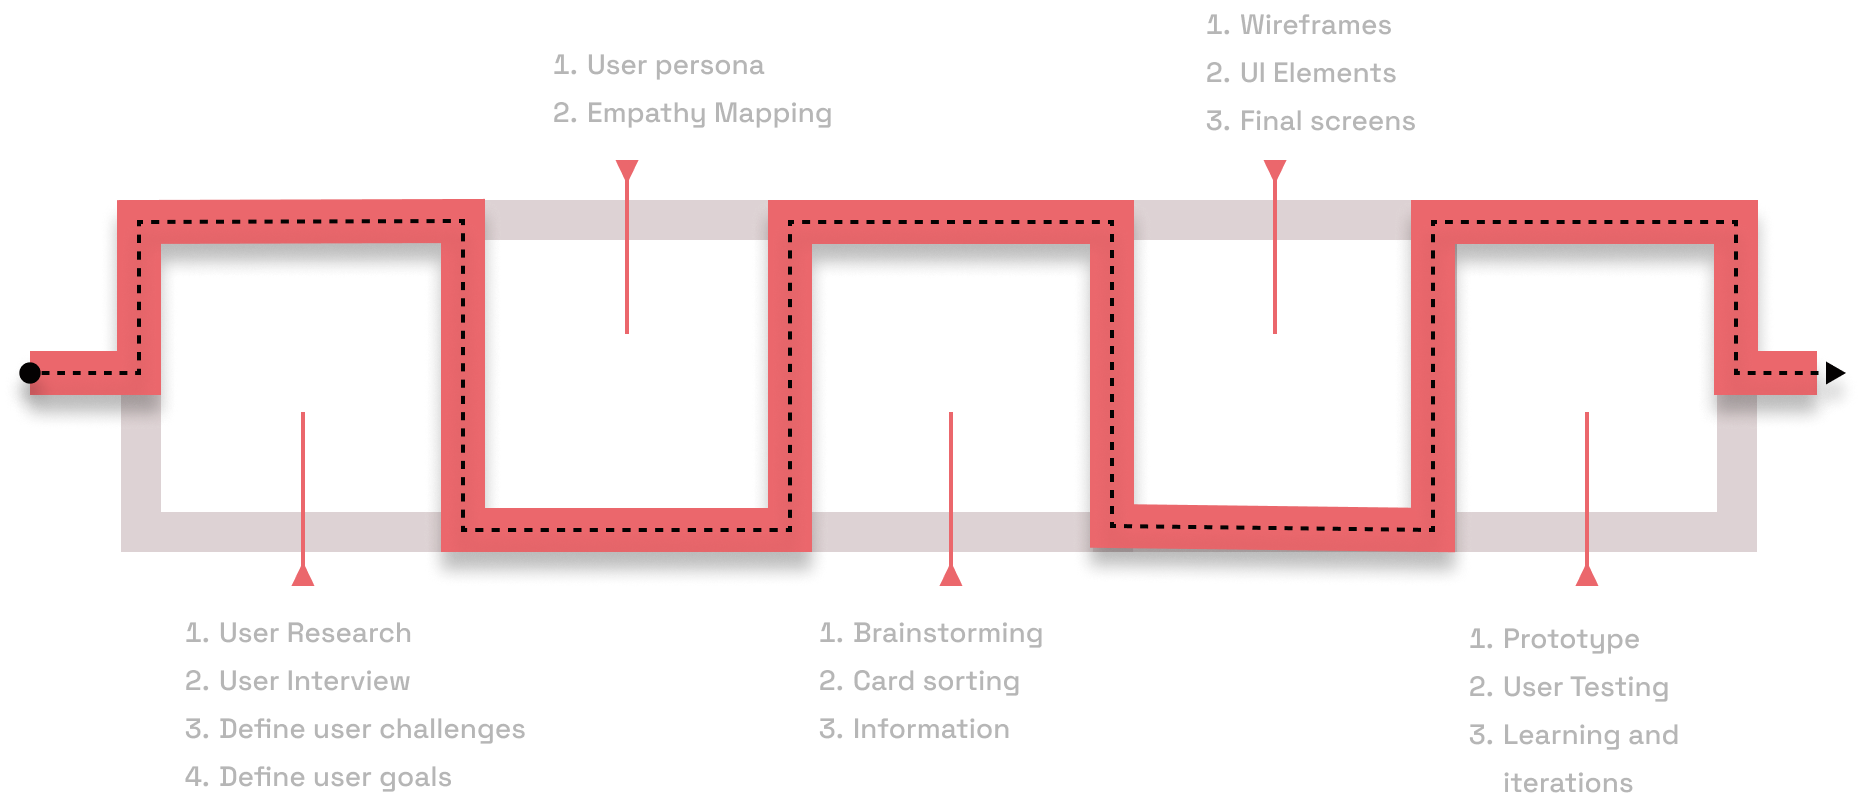 1. User persona
2. Empathy Mapping
1. Wireframes
2. UI Elements
3. Final screens
1. User Research
2. User Interview
3. Define user challenges
4. Define user goals
1. Brainstorming
2. Card sorting
3. Information
1. Prototype
2. User Testing
3. Learning and
iterations